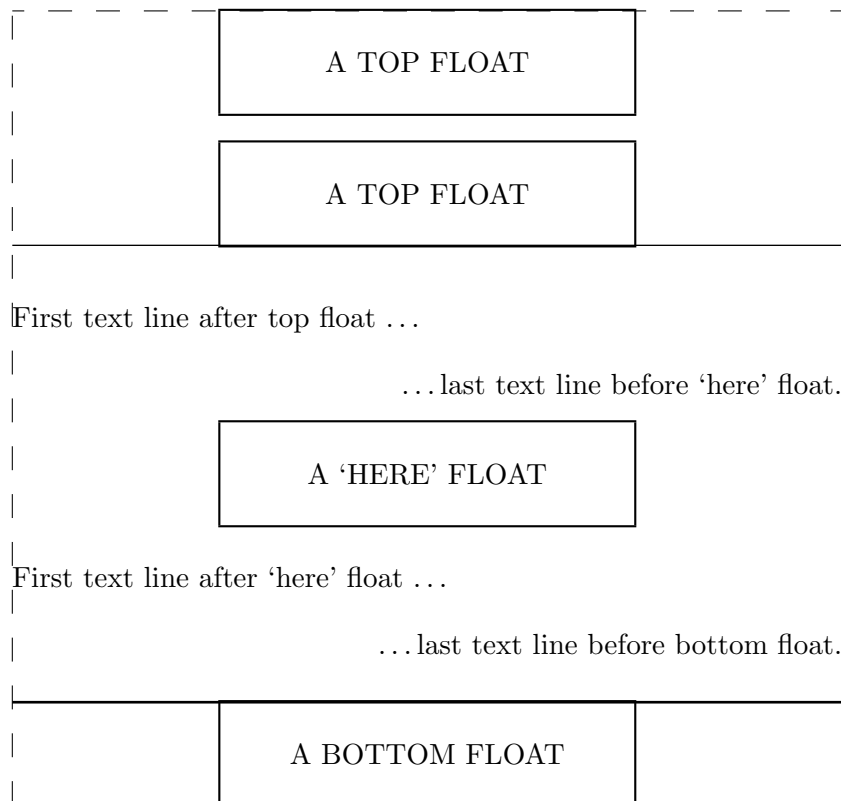 A TOP FLOAT
A TOP FLOAT
First text line after top float …
…last text line before ‘here’ float.
A ‘HERE’ FLOAT
First text line after ‘here’ float …
…last text line before bottom float.
A BOTTOM FLOAT